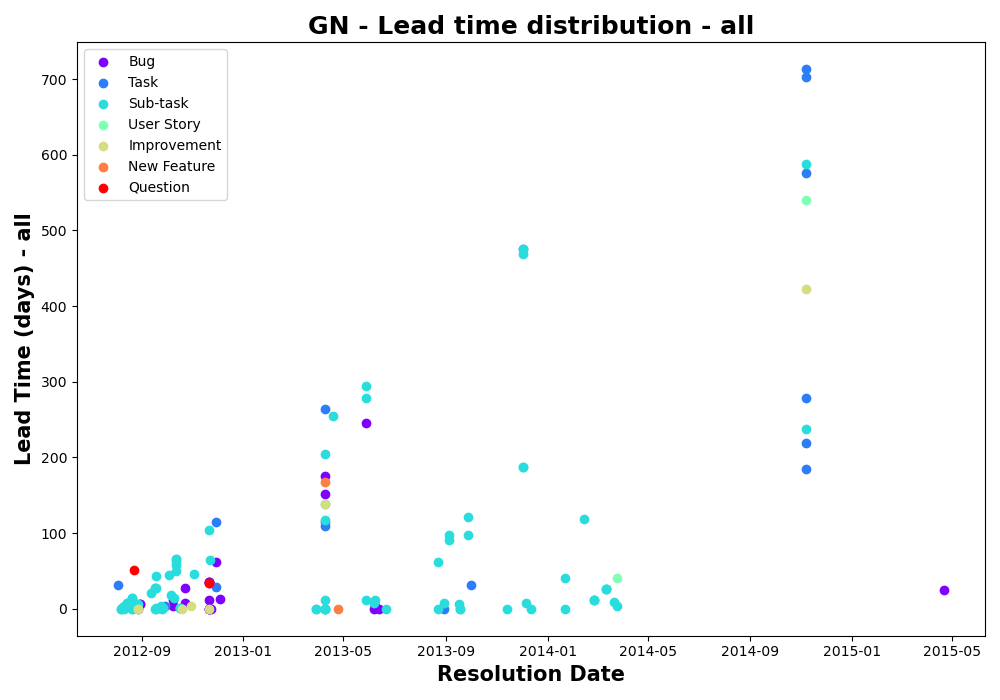 GN - Lead time distribution - all
Bug
Task
Sub-task
User Story
Improvement
New Feature
Question
700
600
500
400
300
200
100
0
Lead Time (days) - all
2012-09 2013-01 2013-05 2013-09 2014-01 2014-05 2014-09 2015-01 2015-05
Resolution Date